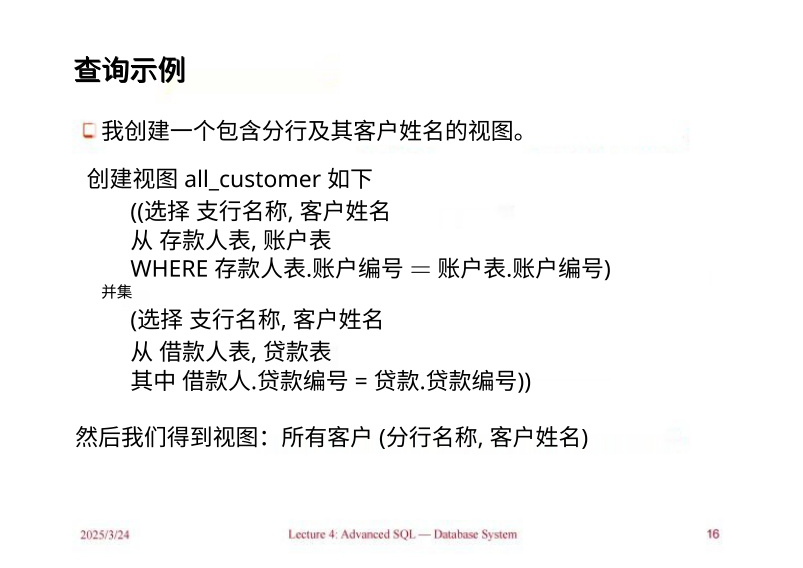 查询示例
我创建一个包含分行及其客户姓名的视图。
创建视图 all_customer 如下
((选择 支行名称, 客户姓名
从 存款人表, 账户表
WHERE 存款人表.账户编号 = 账户表.账户编号)
并集
(选择 支行名称, 客户姓名
从 借款人表, 贷款表
其中 借款人.贷款编号 = 贷款.贷款编号))
然后我们得到视图：所有客户 (分行名称, 客户姓名)
2025/3/24
Lecture 4: Advanced SQL — Database System
16